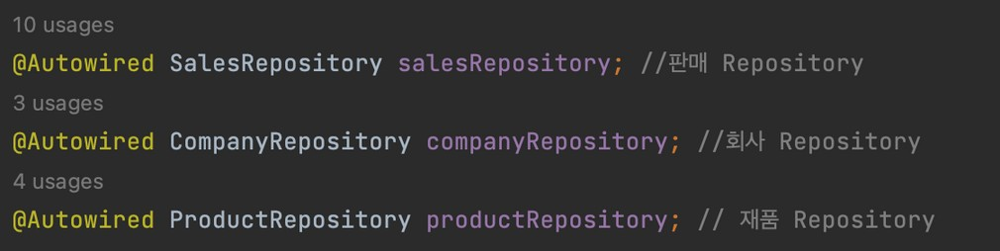 10 usages
@Autowired SalesRepository salesRepository; //판매 Repository
3 usages
@Autowired CompanyRepository companyRepository; //회사 Repository
4 usages
@Autowired ProductRepository productRepository; // 재품 Repository